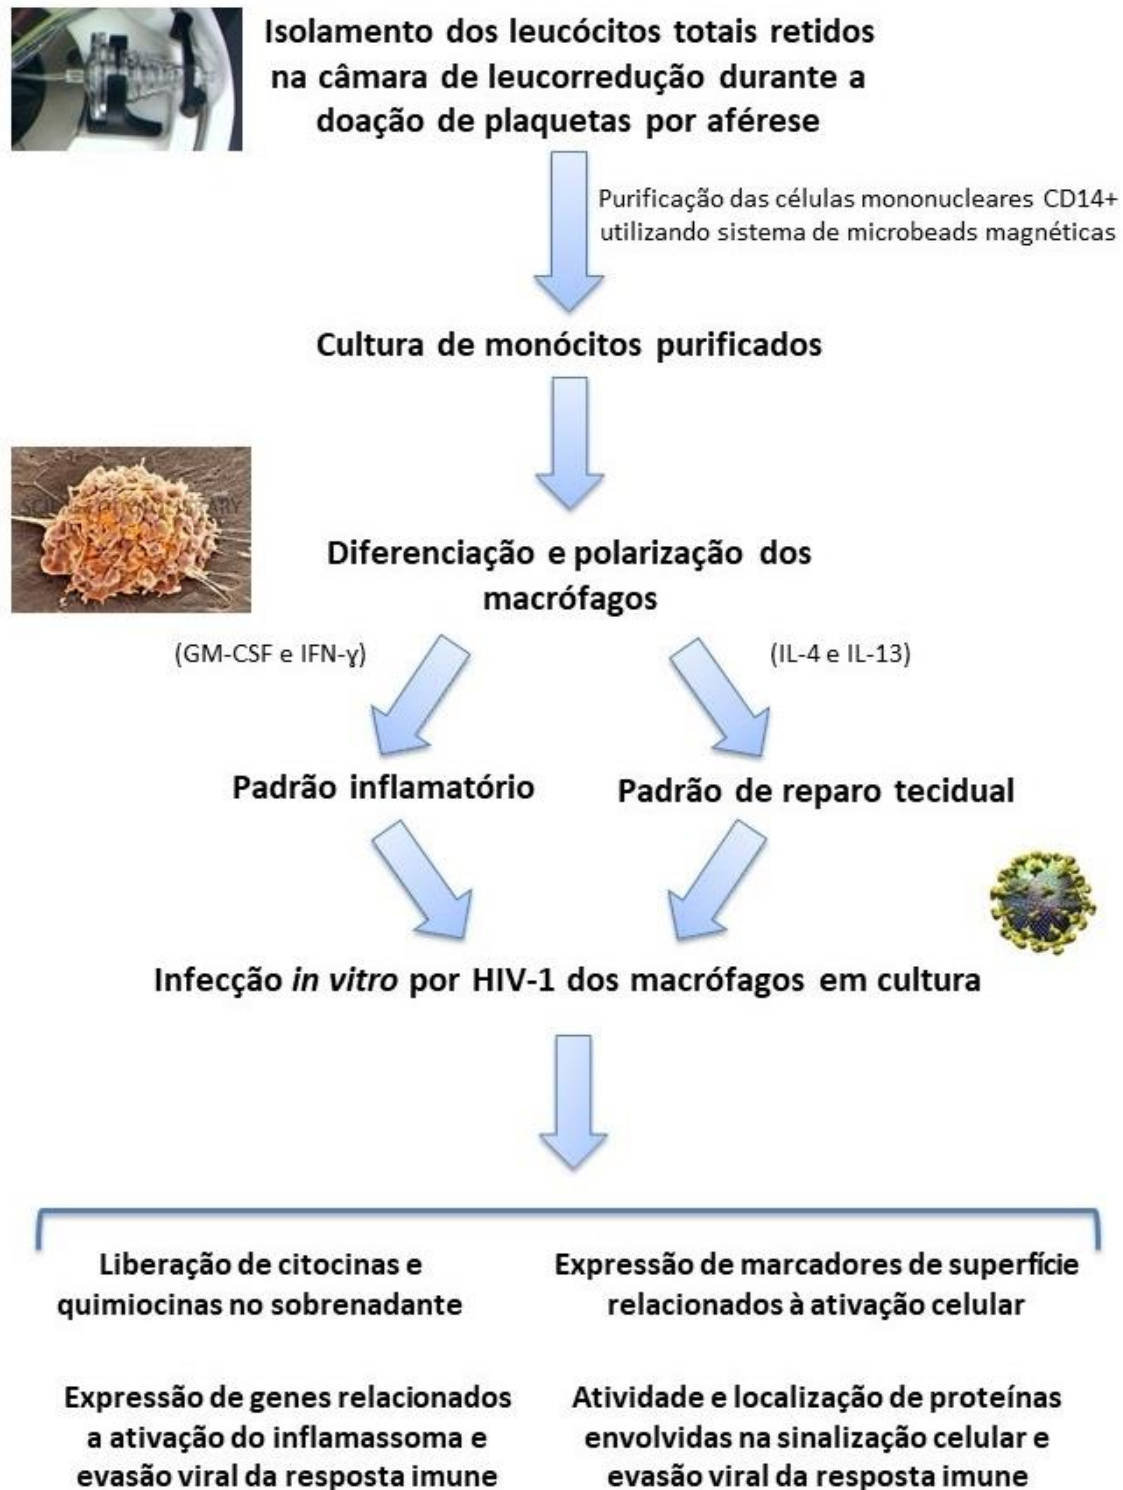 Isolamento dos leucócitos totais retidos
na câmara de leucorredução durante a
doação de plaquetas por aférese
Purificação das células mononucleares CD14+
utilizando sistema de microbeads magnéticas
Cultura de monócitos purificados
Diferenciação e polarização dos
macrófagos
(GM-CSF e IFN-ɣ)
(IL-4 e IL-13)
Padrão inflamatório
Padrão de reparo tecidual
Infecção in vitro por HIV-1 dos macrófagos em cultura
Liberação de citocinas e
quimiocinas no sobrenadante
Expressão de marcadores de superfície
relacionados à ativação celular
Expressão de genes relacionados
a ativação do inflamassoma e
evasão viral da resposta imune
Atividade e localização de proteínas
envolvidas na sinalização celular e
evasão viral da resposta imune